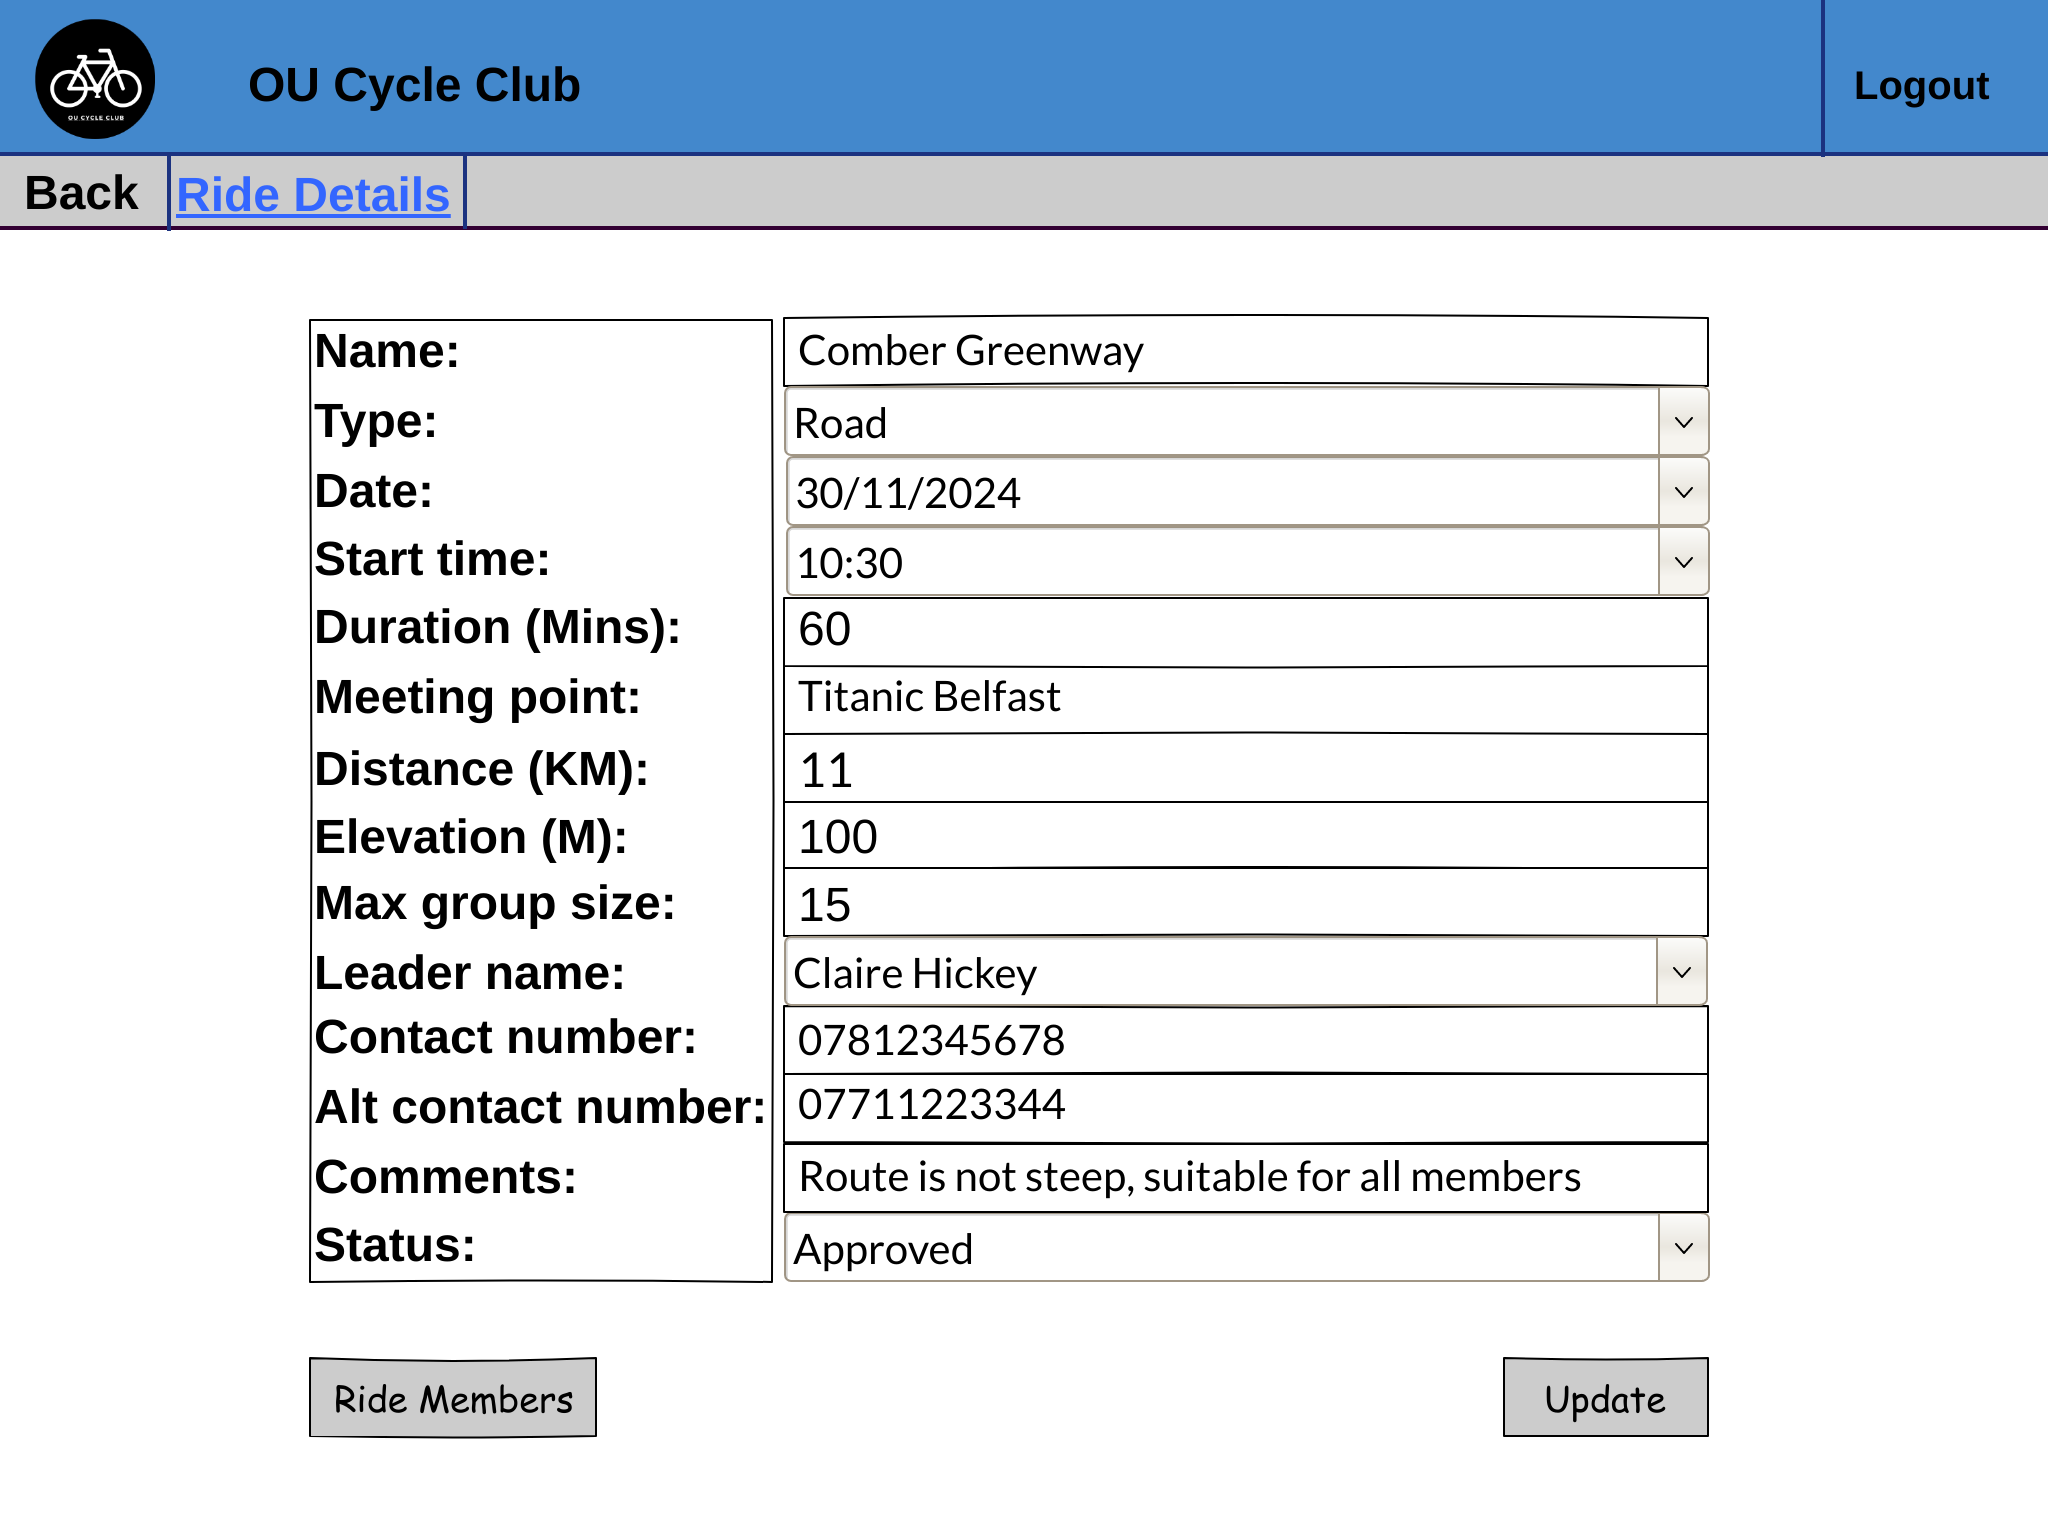 OU CYCLE CLUB
OU Cycle Club
Logout
Back
Ride Details
Name: Comber Greenway
Type: Road
Date: 30/11/2024
Start time: 10:30
Duration (Mins): 60
Meeting point: Titanic Belfast
Distance (KM): 11
Elevation (M): 100
Max group size: 15
Leader name: Claire Hickey
Contact number: 07812345678
Alt contact number: 07711223344
Comments: Route is not steep, suitable for all members
Status: Approved
Ride Members
Update